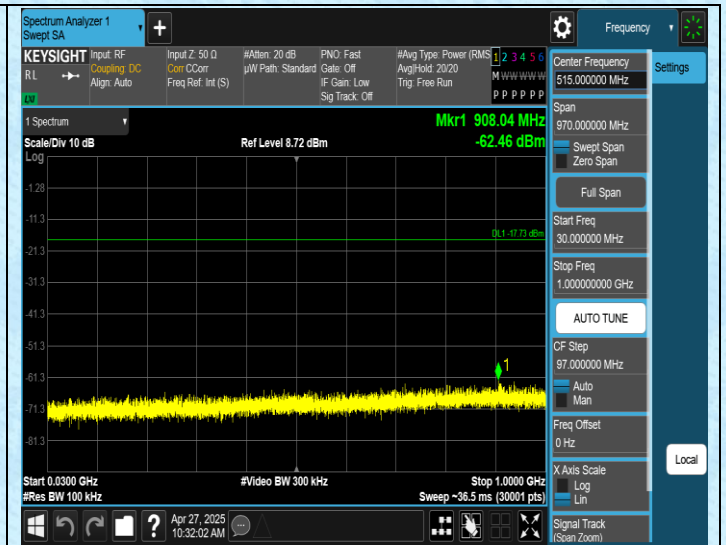 Spectrum Analyzer 1
Swept SA
Frequency
KEYSIGHT
RL
Input: RF
Coupling: DC
Align: Auto
Input Z: 50 Ω
Corr CCorr
Freq Ref: Int (S)
#Atten: 20 dB
µW Path: Standard
PNO: Fast
Gate: Off
IF Gain: Low
Sig Track: Off
#Avg Type: Power (RMS
Avg|Hold: 20/20
Trig: Free Run
1 2 3 4 5 6
M W W W W W
P P P P P P
1 Spectrum
Scale/Div 10 dB
Ref Level 8.72 dBm
Mkr1 908.04 MHz
-62.46 dBm
Log
-1.28
-11.3
DL1 -17.73 dBm
-21.3
-31.3
-41.3
-51.3
1
-61.3
-71.3
-81.3
Start 0.0300 GHz
#Res BW 100 kHz
#Video BW 300 kHz
Stop 1.0000 GHz
Sweep ~36.5 ms (30001 pts)
?
Apr 27, 2025
10:32:02 AM
Center Frequency
515.000000 MHz
Span
970.000000 MHz
Swept Span
Zero Span
Full Span
Start Freq
30.000000 MHz
Stop Freq
1.000000000 GHz
AUTO TUNE
CF Step
97.000000 MHz
Auto
Man
Freq Offset
0 Hz
X Axis Scale
Log
Lin
Signal Track
(Span Zoom)
Settings
Local